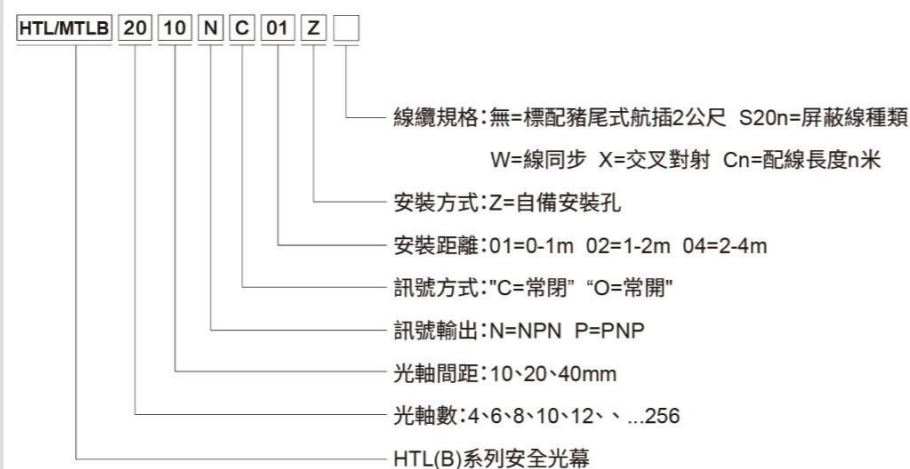 HTL/MTLB 20 10 N C 01 Z
線纜規格:無=標配豬尾式航插2公尺 S20n=屏蔽線種類
W=線同步 X=交叉對射 Cn=配線長度n米
安裝方式:Z=自備安裝孔
安裝距離:01=0-1m 02=1-2m 04=2-4m
訊號方式:"C=常閉” “O=常開"
訊號輸出:N=NPN P=PNP
光軸間距:10、20、40mm
光軸數:4、6、8、10、12、、...256
HTL(B)系列安全光幕